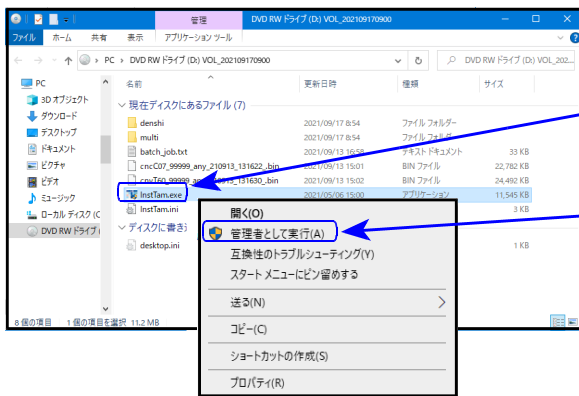 管理
DVD RW ドライブ (D:) VOL_202109170900
ファイル ホーム 共有 表示 アプリケーション ツール
PC › DVD RW ドライブ (D:) VOL_202109170900
DVD RW ドライブ (D:) VOL_202...
PC
3D オブジェクト
ダウンロード
デスクトップ
ドキュメント
ピクチャ
ビデオ
ミュージック
ローカル ディスク (C
DVD RW ドライブ (
名前 更新日時 種類 サイズ
現在ディスクにあるファイル (7)
denshi 2021/09/17 8:54 ファイル フォルダー
multi 2021/09/17 8:54 ファイル フォルダー
batch_job.txt 2021/09/13 16:58 テキスト ドキュメント 33 KB
cncC07_99999_any_210913_131622_.bin 2021/09/13 15:01 BIN ファイル 22,782 KB
_99999_any_210913_131630_.bin 2021/09/13 15:02 BIN ファイル 24,492 KB
InstTam.exe 2021/05/06 15:00 アプリケーション 11,545 KB
InstTam.ini 3 KB
ディスクに書き
desktop.ini 1 KB
開く(O)
管理者として実行(A)
互換性のトラブルシューティング(Y)
スタート メニューにピン留めする
送る(N)
コピー(C)
ショートカットの作成(S)
プロパティ(R)
8 個の項目 1 個の項目を選択 11.2 MB